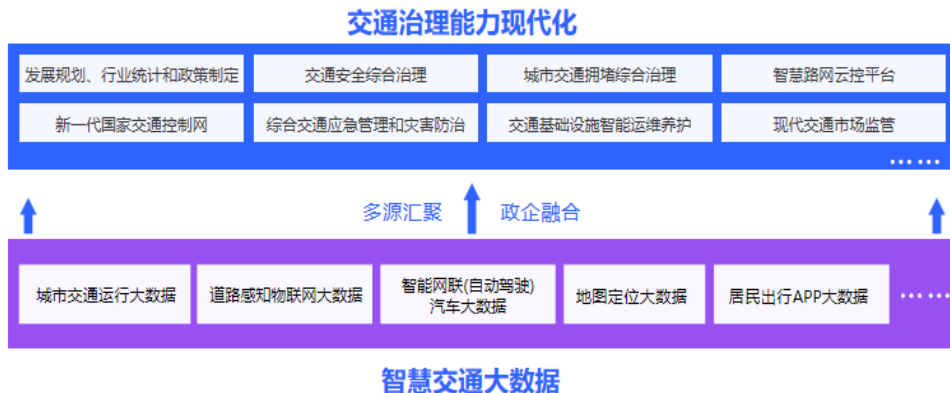 交通治理能力现代化
发展规划、行业统计和政策制定
交通安全综合治理
城市交通拥堵综合治理
智慧路网云控平台
新一代国家交通控制网
综合交通应急管理和灾害防治
交通基础设施智能运维养护
现代交通市场监管
……
多源汇聚
政企融合
城市交通运行大数据
道路感知物联网大数据
智能网联(自动驾驶)
汽车大数据
地图定位大数据
居民出行APP大数据
……
智慧交通大数据